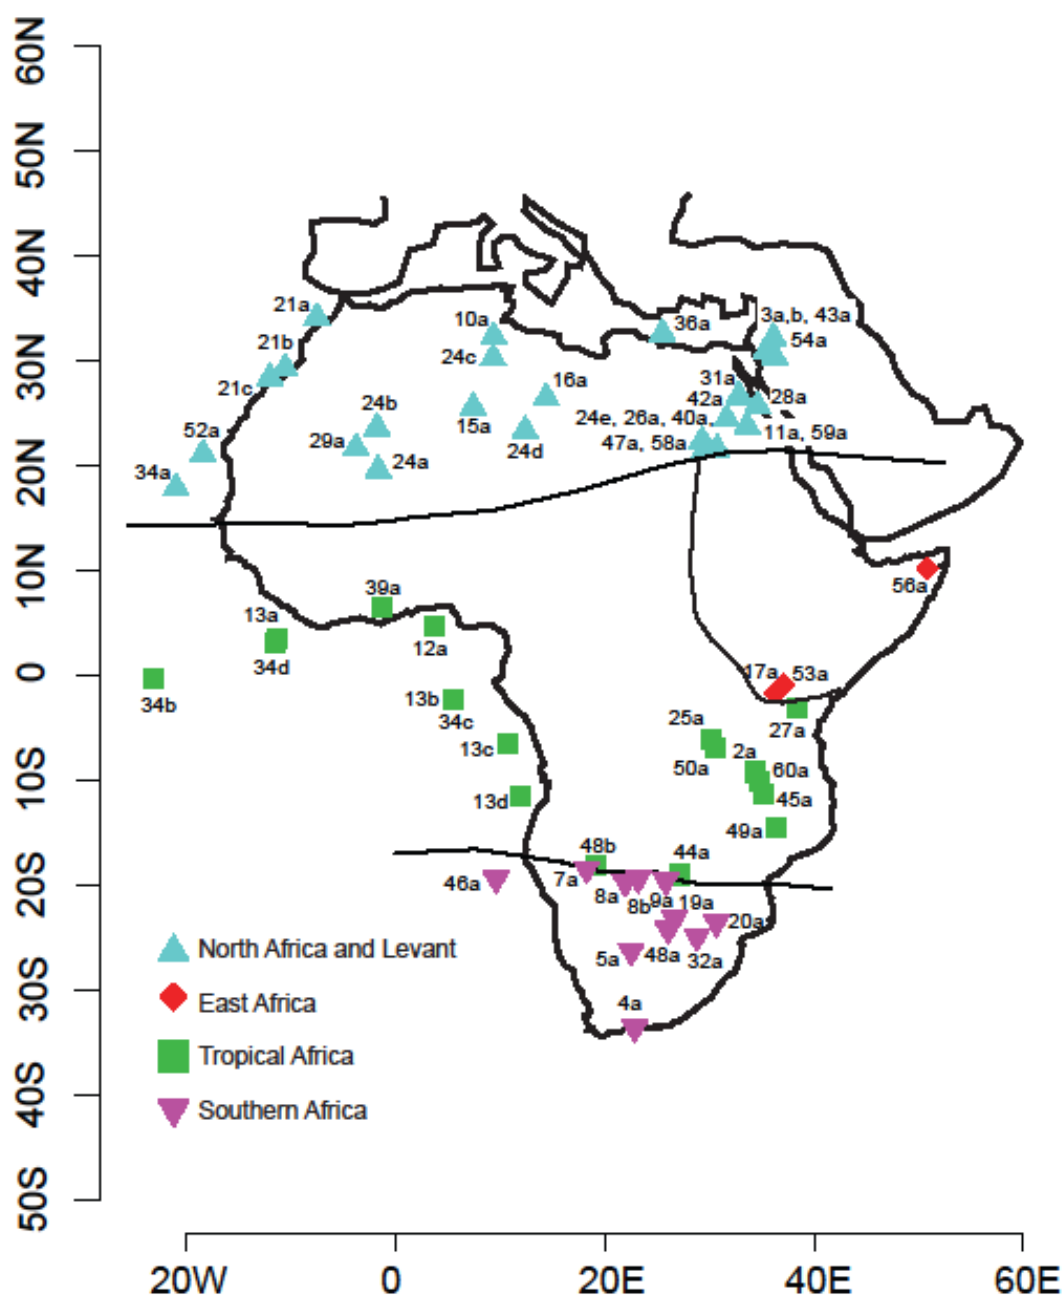 60N
50N
40N
30N
20N
10N
0
10S
20S
30S
40S
50S
21a
10a
36a
3a,b, 43a
54a
21b
24c
21c
16a
31a
42a
28a
24b
15a
24e, 26a, 40a,
11a, 59a
52a
29a
24d
47a, 58a
34a
24a
39a
56a
13a
12a
34d
17a
53a
34b
13b
34c
25a
27a
13c
50a
2a
60a
13d
45a
49a
48b
44a
46a
7a
8a
8b
9a
19a
20a
5a
48a
32a
4a
North Africa and Levant
East Africa
Tropical Africa
Southern Africa
20W
0
20E
40E
60E